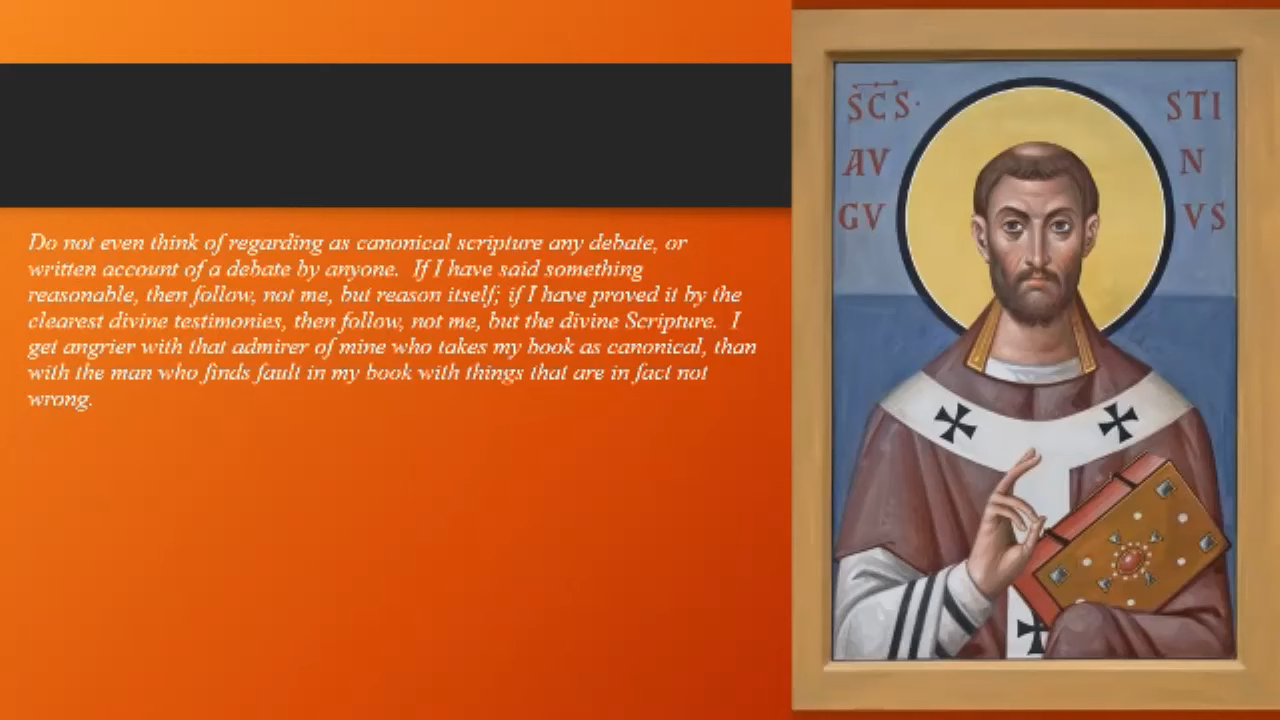 Do not even think of regarding as canonical scripture any debate, or
written account of a debate by anyone. If I have said something
reasonable, then follow, not me, but reason itself; if I have proved it by the
clearest divine testimonies, then follow, not me, but the divine Scripture. I
get angrier with that admirer of mine who takes my book as canonical, than
with the man who finds fault in my book with things that are in fact not
wrong.
SCS·
AV
GV
STI
N
VS